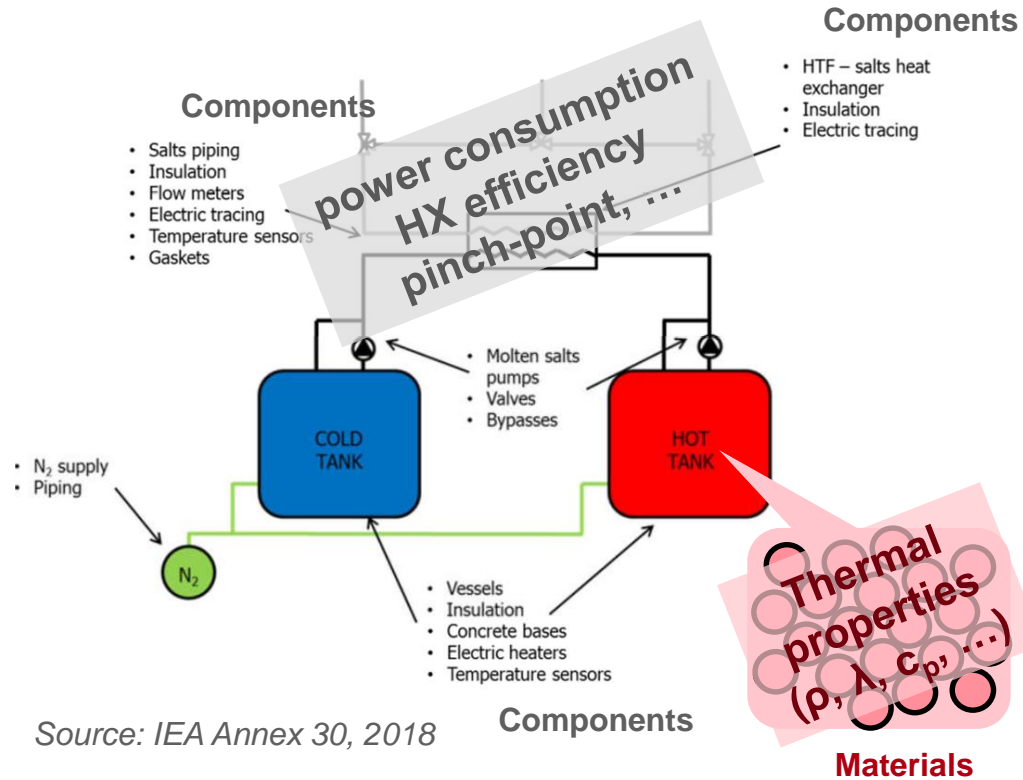 Components
• HTF – salts heat
exchanger
• Insulation
• Electric tracing
Components
• Salts piping
• Insulation
• Flow meters
• Electric tracing
• Temperature sensors
• Gaskets
power consumption
HX efficiency
pinch-point, …
• Molten salts
pumps
• Valves
• Bypasses
COLD
TANK
HOT
TANK
• N₂ supply
• Piping
N₂
• Vessels
• Insulation
• Concrete bases
• Electric heaters
• Temperature sensors
Thermal
properties
(ρ, λ, cₚ, …)
Components
Source: IEA Annex 30, 2018
Materials